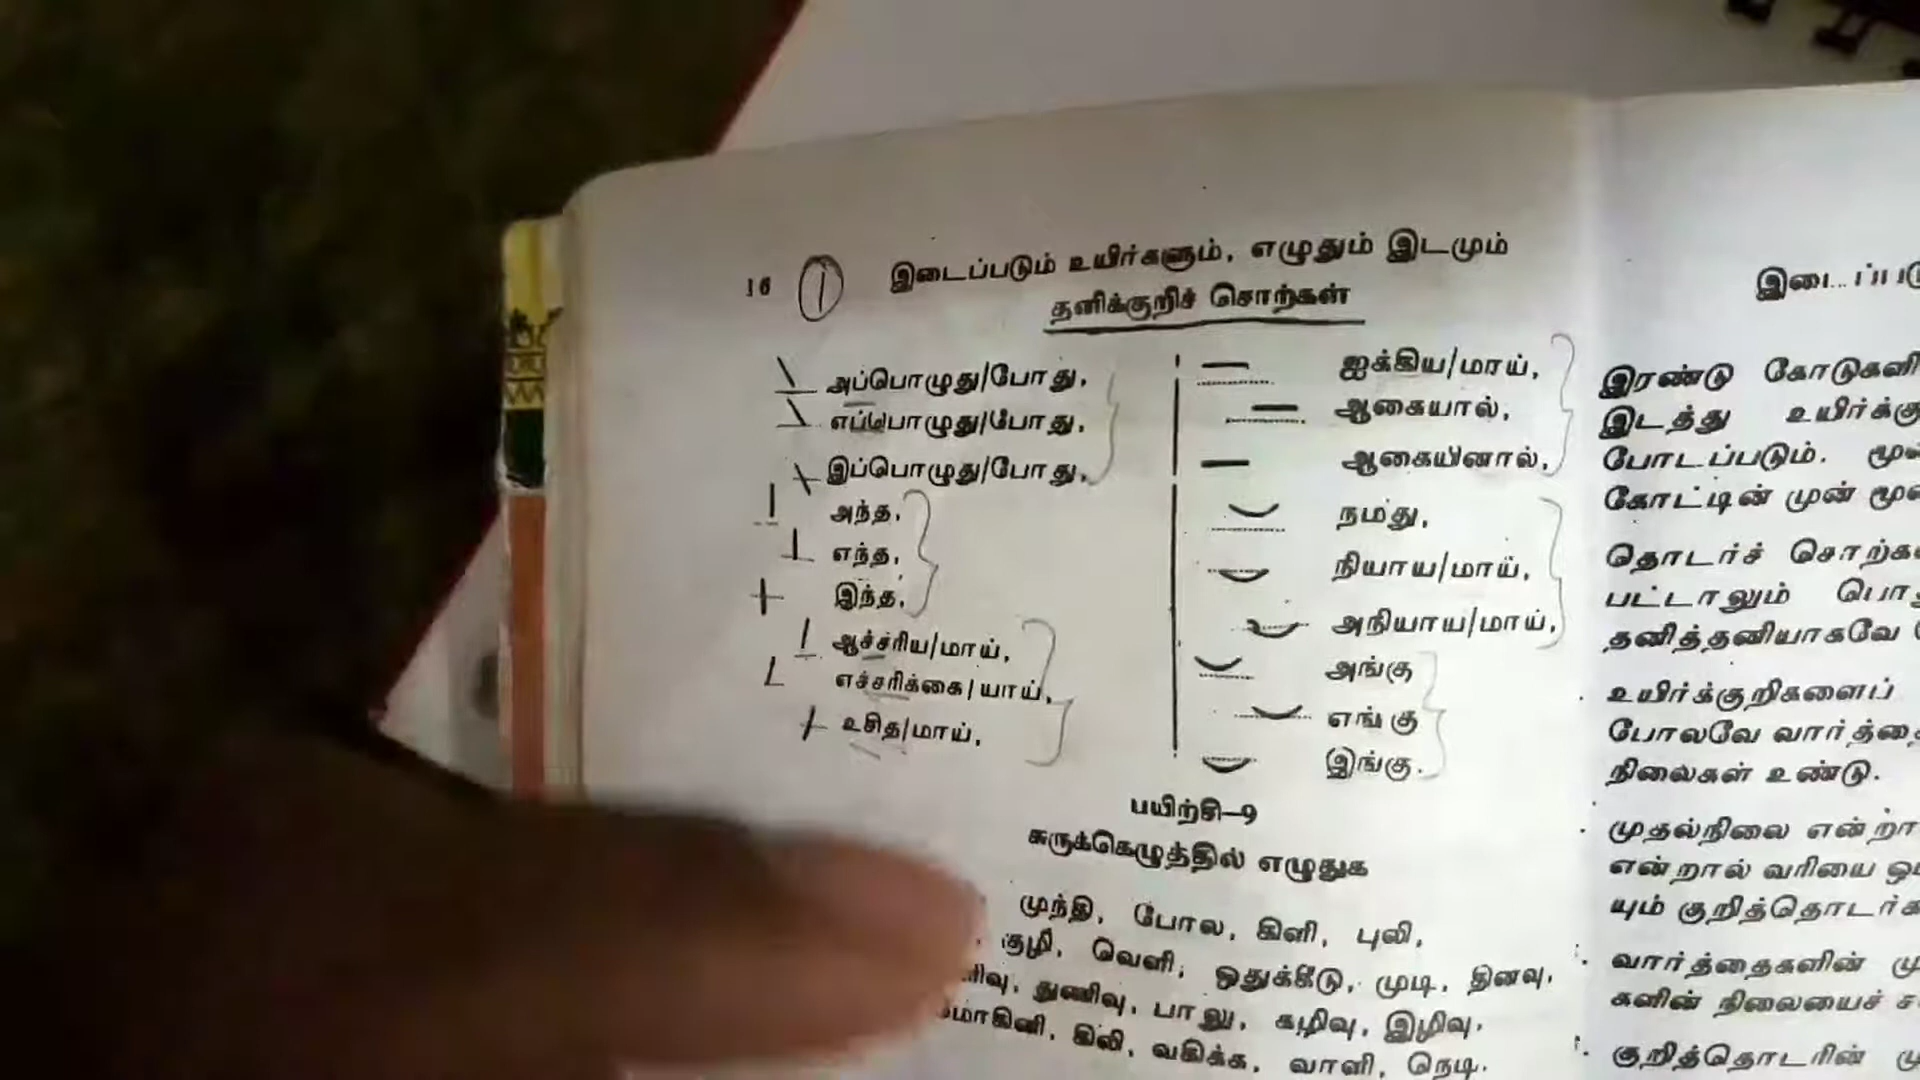 16 1 இடைப்படும் உயிர்களும், எழுதும் இடமும்
தனிக்குறிச் சொற்கள்
அப்பொழுது/போது,
எப்பொழுது/போது,
இப்பொழுது/போது,
அந்த,
எந்த,
இந்த,
ஆச்சரிய/மாய்,
எச்சரிக்கை/யாய்,
உசித/மாய்,
ஐக்கிய/மாய்,
ஆகையால்,
ஆகையினால்,
நமது,
நியாய/மாய்,
அநியாய/மாய்,
அங்கு
எங்கு
இங்கு.
பயிற்சி-9
சுருக்கெழுத்தில் எழுதுக
முந்தி, போல, கிளி, புலி,
குழி, வெளி, ஒதுக்கீடு, முடி, தினவு,
துணிவு, பாலு, கழிவு, இழிவு,
கிலி, வகிக்க, வாளி, நெடி.
இரண்டு கோடுகளி
இடத்து உயிர்க்கு
போடப்படும்.
கோட்டின் முன்
தொடர்ச் சொற்க
பட்டாலும்
தனித்தனியாகவே
உயிர்க்குறிகளைப்
போலவே
நிலைகள் உண்டு.
முதல்நிலை என்றா
என்றால் வரியை
யும் குறித்தொடர்க
வார்த்தைகளின்
களின் நிலையைச்
குறித்தொடரின்